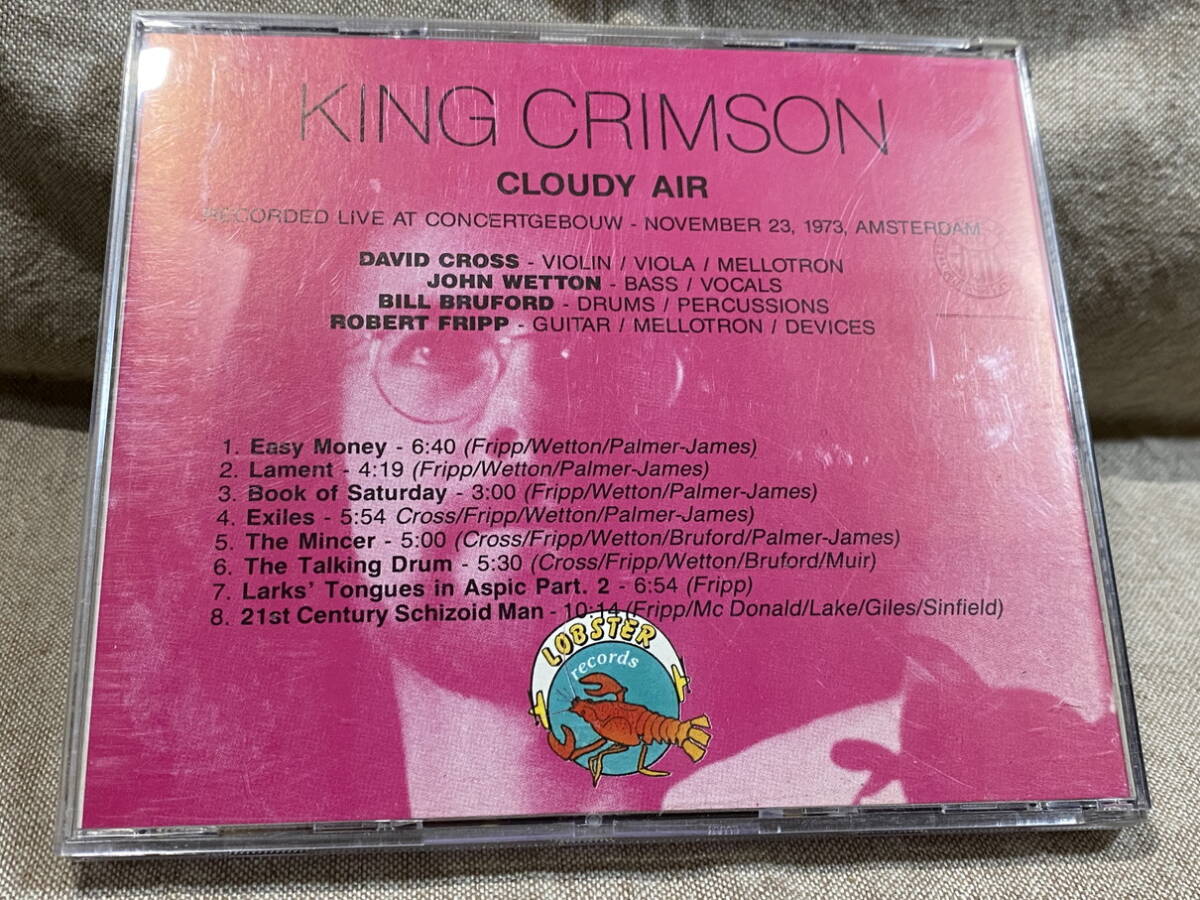 KING CRIMSON
CLOUDY AIR
RECORDED LIVE AT CONCERTGEBOUW - NOVEMBER 23, 1973, AMSTERDAM
DAVID CROSS - VIOLIN / VIOLA / MELLOTRON
JOHN WETTON - BASS / VOCALS
BILL BRUFORD - DRUMS / PERCUSSIONS
ROBERT FRIPP - GUITAR / MELLOTRON / DEVICES
1. Easy Money - 6:40 (Fripp/Wetton/Palmer-James)
2. Lament - 4:19 (Fripp/Wetton/Palmer-James)
3. Book of Saturday - 3:00 (Fripp/Wetton/Palmer-James)
4. Exiles - 5:54 Cross/Fripp/Wetton/Palmer-James)
5. The Mincer - 5:00 (Cross/Fripp/Wetton/Bruford/Palmer-James)
6. The Talking Drum - 5:30 (Cross/Fripp/Wetton/Bruford/Muir)
7. Larks' Tongues in Aspic Part. 2 - 6:54 (Fripp)
8. 21st Century Schizoid Man - 10:14 (Fripp/Mc Donald/Lake/Giles/Sinfield)
LOBSTER
records